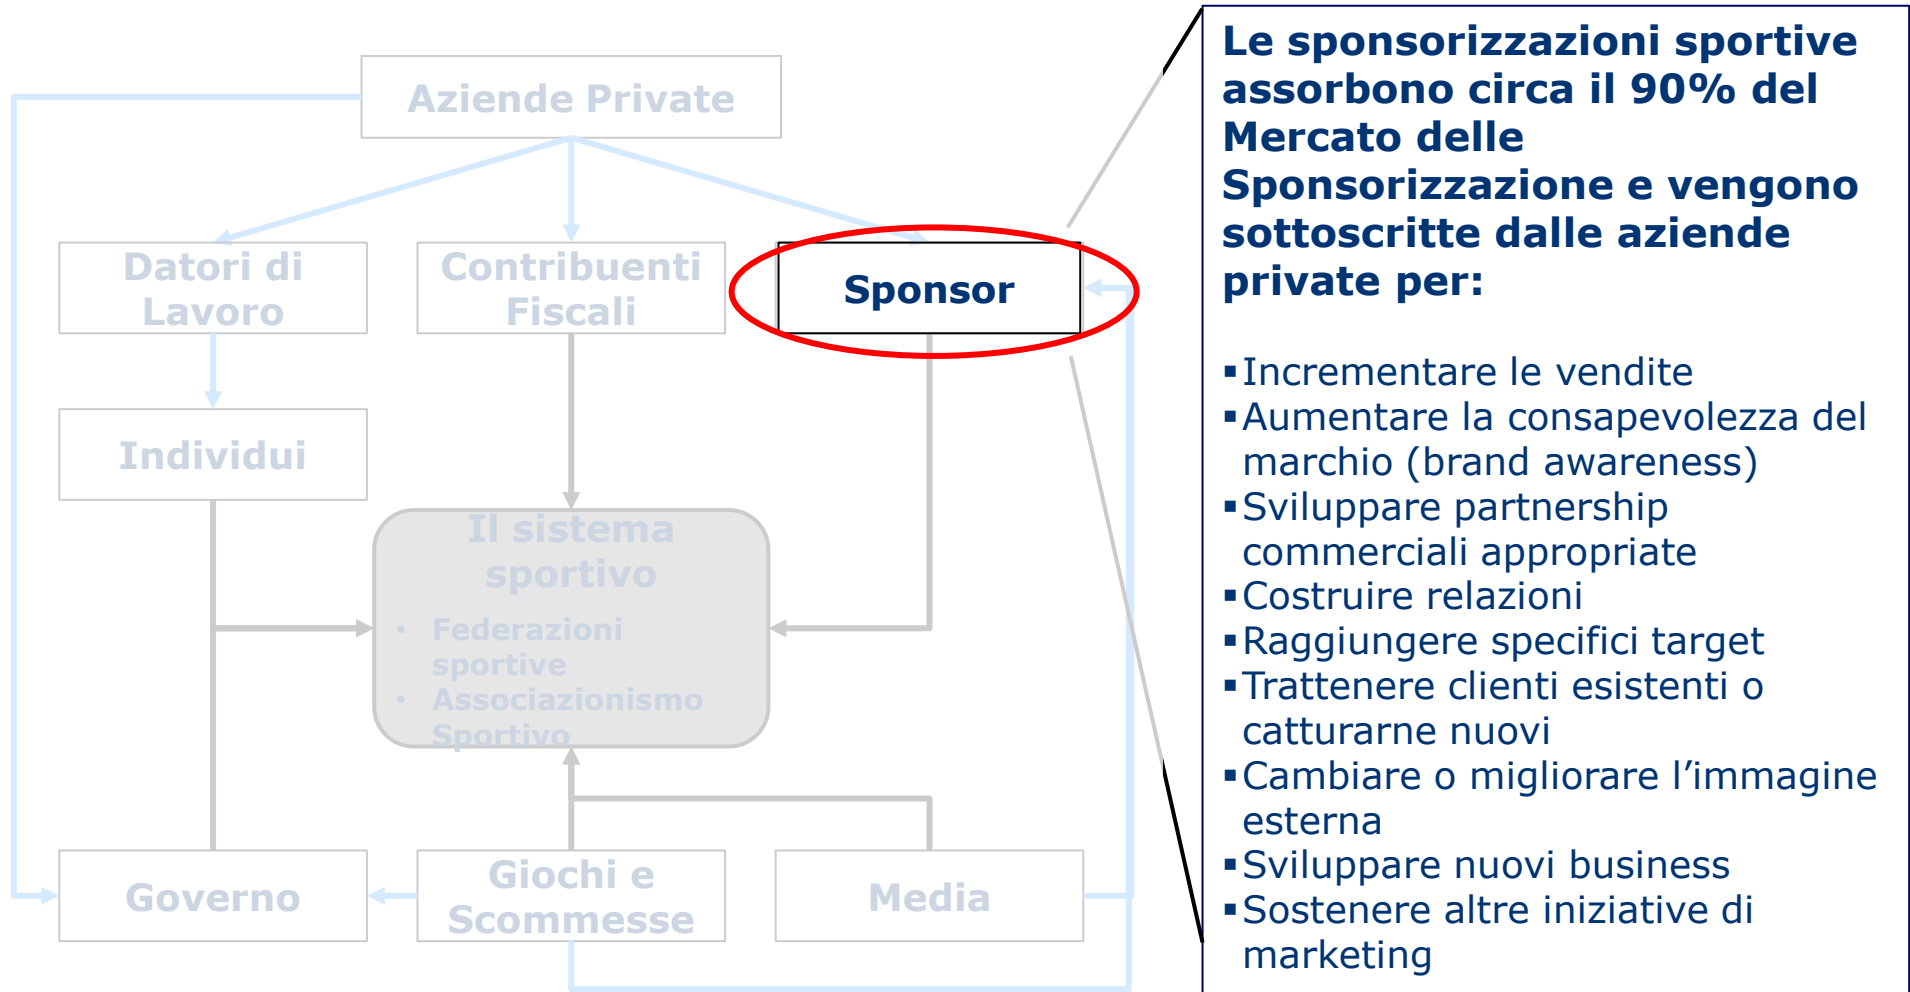 Aziende Private
Datori di
Lavoro
Contribuenti
Fiscali
Sponsor
Individui
Il sistema
sportivo
• Federazioni
sportive
• Associazionismo
Sportivo
Governo
Giochi e
Scommesse
Media
Le sponsorizzazioni sportive
assorbono circa il 90% del
Mercato delle
Sponsorizzazione e vengono
sottoscritte dalle aziende
private per:
▪Incrementare le vendite
▪Aumentare la consapevolezza del
marchio (brand awareness)
▪Sviluppare partnership
commerciali appropriate
▪Costruire relazioni
▪Raggiungere specifici target
▪Trattenere clienti esistenti o
catturarne nuovi
▪Cambiare o migliorare l’immagine
esterna
▪Sviluppare nuovi business
▪Sostenere altre iniziative di
marketing